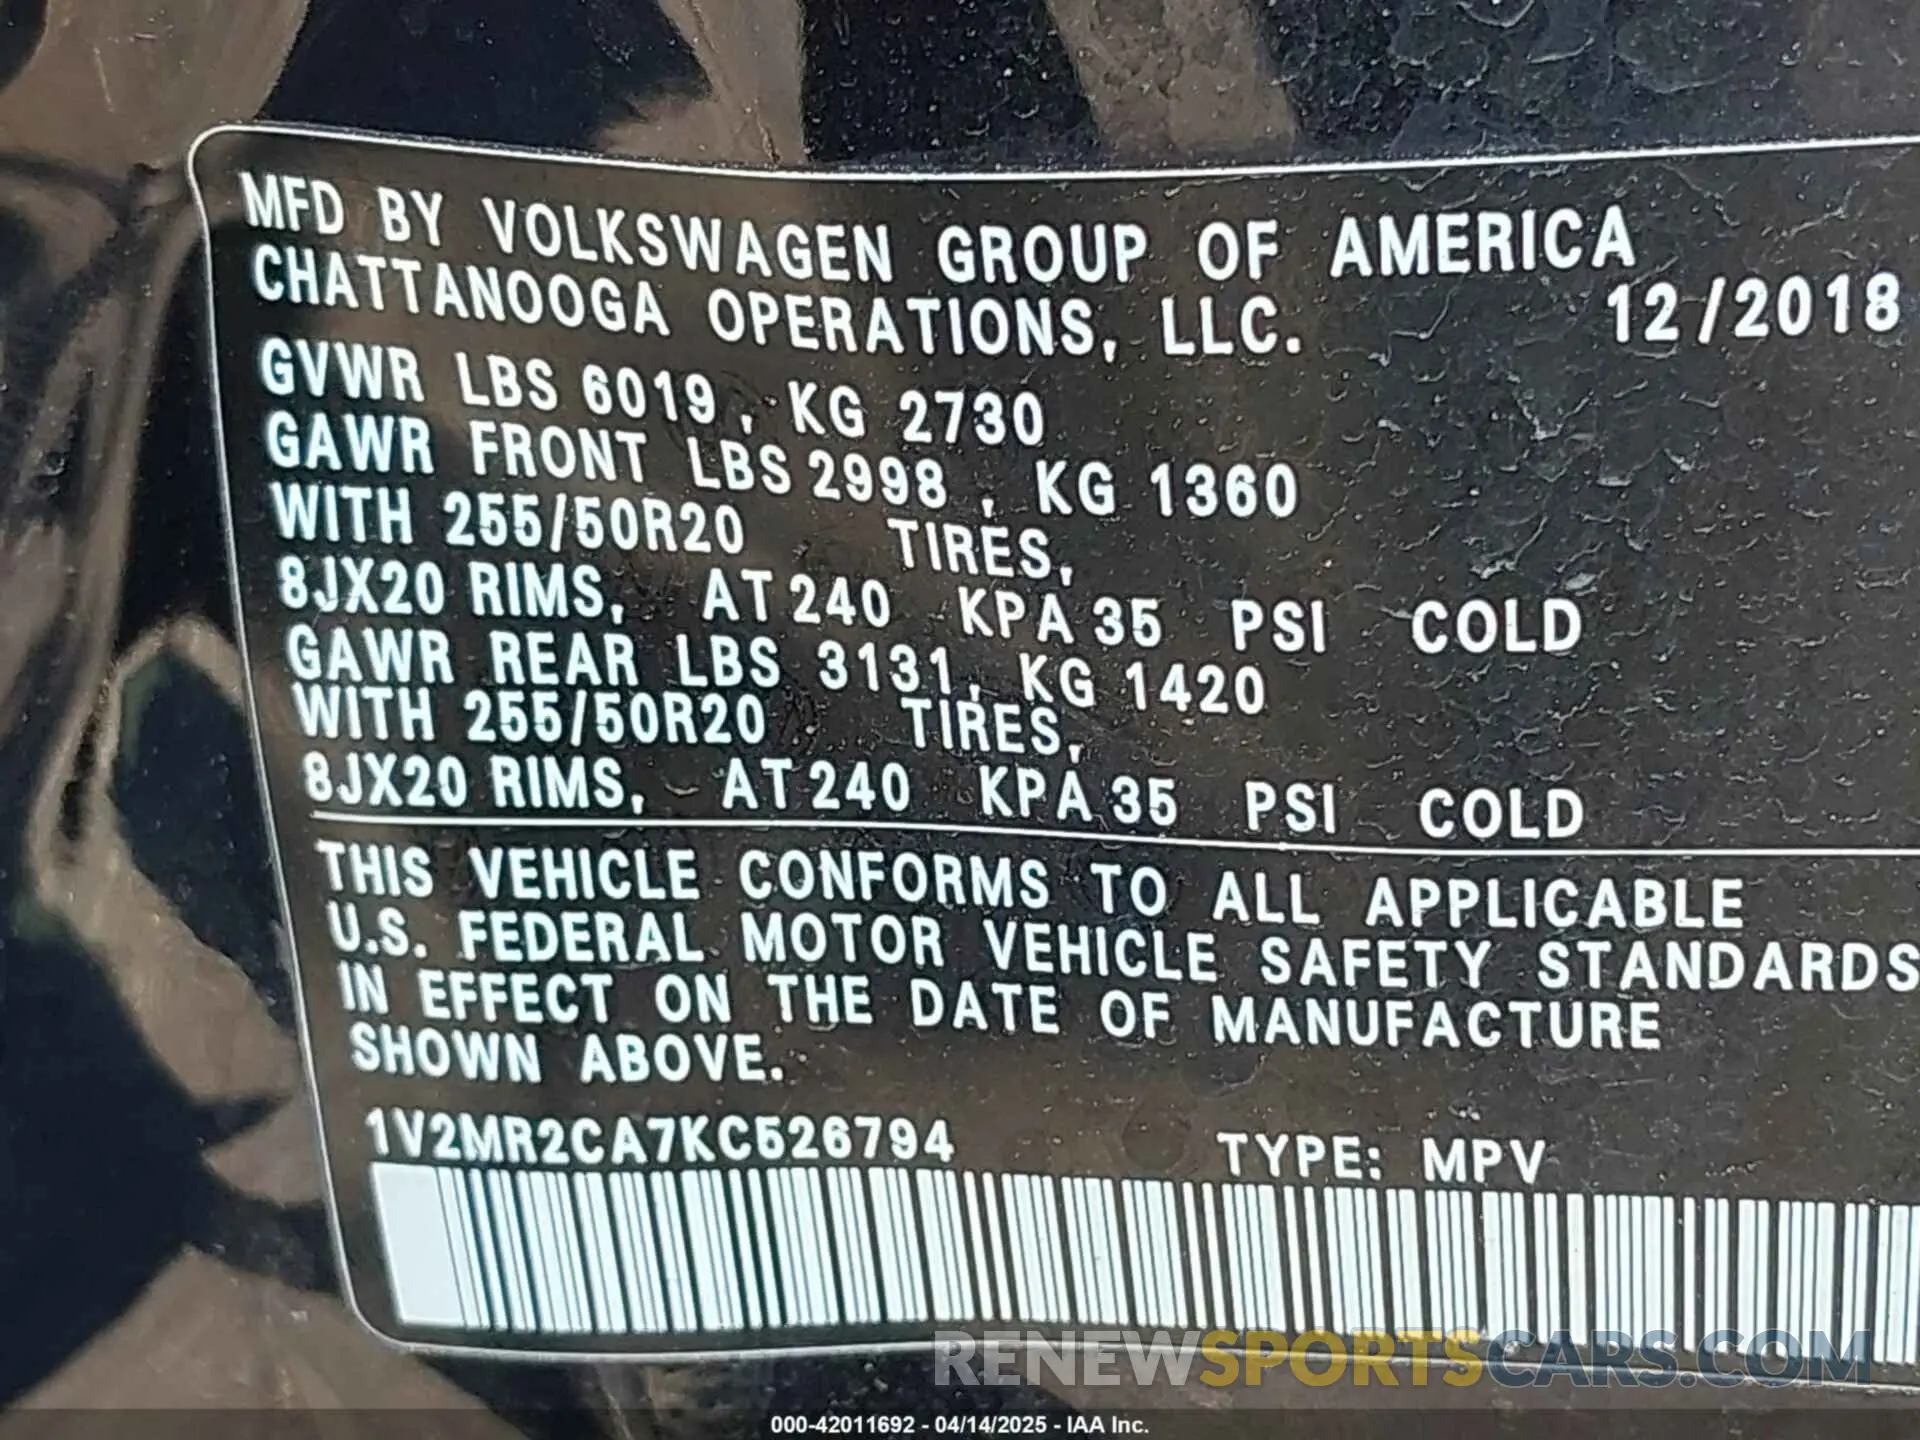 MFD BY VOLKSWAGEN GROUP OF AMERICA
CHATTANOOGA OPERATIONS, LLC. 12/2018
GVWR LBS 6019 , KG 2730
GAWR FRONT LBS 2998 , KG 1360
WITH 255/50R20 TIRES,
8JX20 RIMS, AT 240 KPA 35 PSI COLD
GAWR REAR LBS 3131, KG 1420
WITH 255/50R20 TIRES,
8JX20 RIMS, AT 240 KPA 35 PSI COLD
THIS VEHICLE CONFORMS TO ALL APPLICABLE
U.S. FEDERAL MOTOR VEHICLE SAFETY STANDARDS
IN EFFECT ON THE DATE OF MANUFACTURE
SHOWN ABOVE.
1V2MR2CA7KC526794 TYPE: MPV
RENEWSPORTSCARS.COM
000-42011692 - 04/14/2025 - IAA Inc.